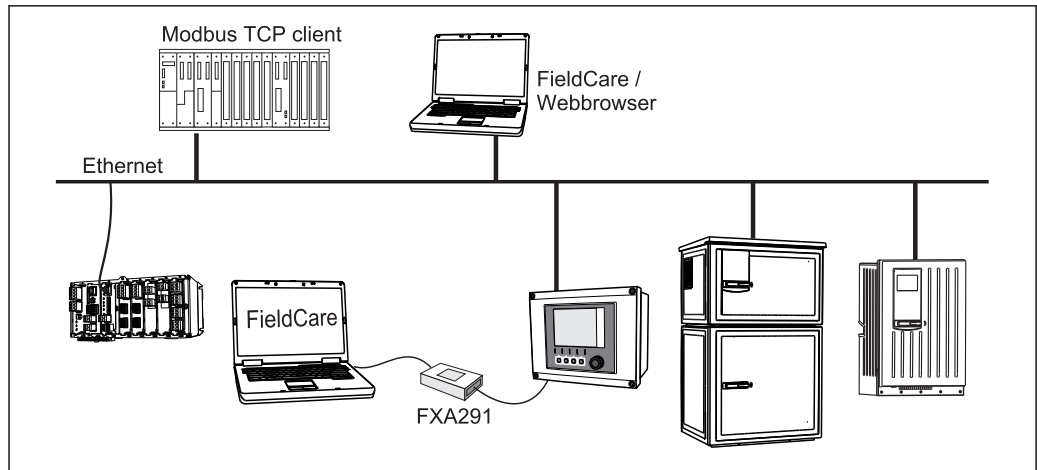 Modbus TCP client
FieldCare /
Webbrowser
Ethernet
FieldCare
FXA291